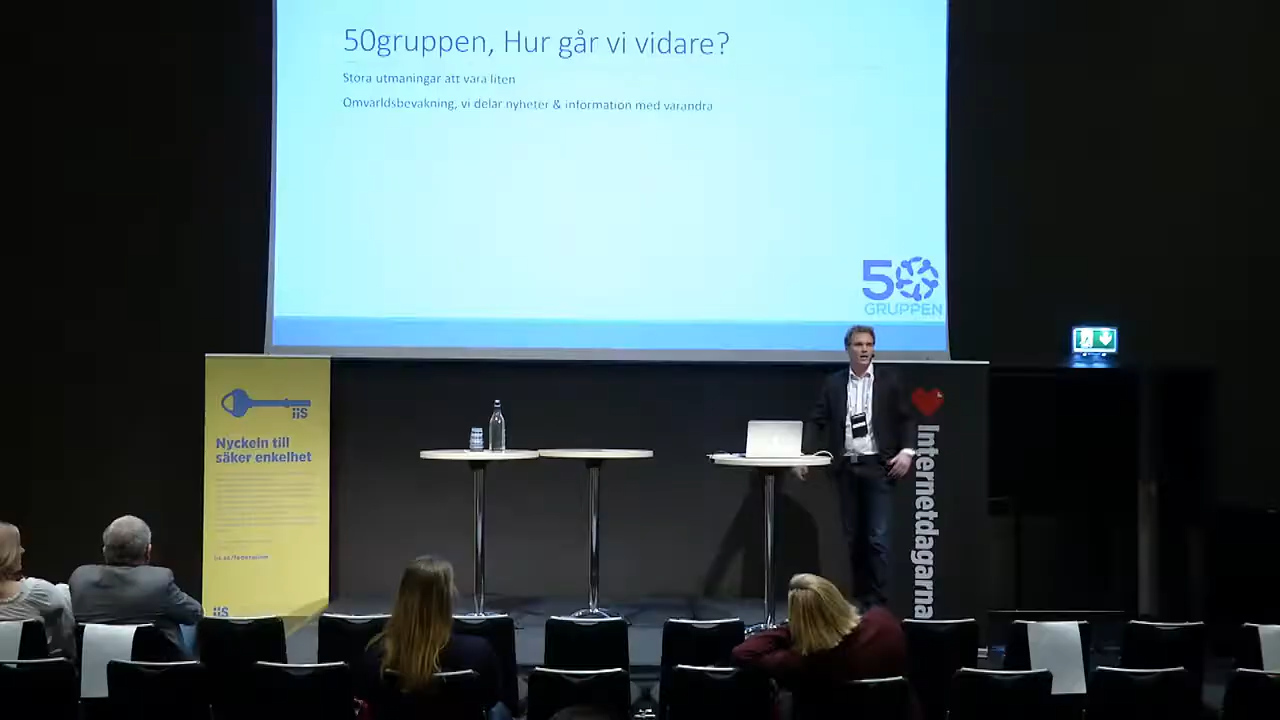 50gruppen, Hur går vi vidare?
Stora utmaningar att vara liten
Omvärldsbevakning, vi delar nyheter & information med varandra
50
GRUPPEN
iis
Nyckeln till
säker enkelhet
iis
Internetdagarna